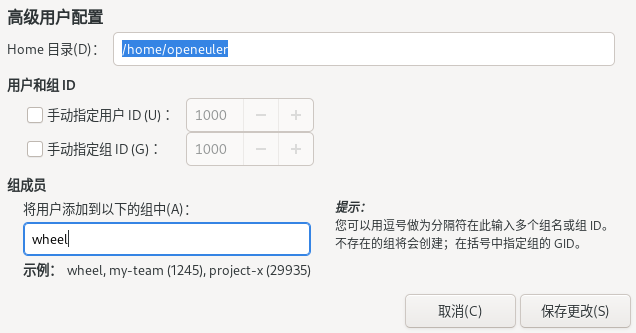 高级用户配置
Home 目录(D)： /home/openeuler
用户和组 ID
手动指定用户 ID (U)： 1000 − +
手动指定组 ID (G)： 1000 − +
组成员
将用户添加到以下的组中(A)：
wheel
示例： wheel, my-team (1245), project-x (29935)
提示：
您可以用逗号做为分隔符在此输入多个组名或组 ID。
不存在的组将会创建；在括号中指定组的 GID。
取消(C) 保存更改(S)